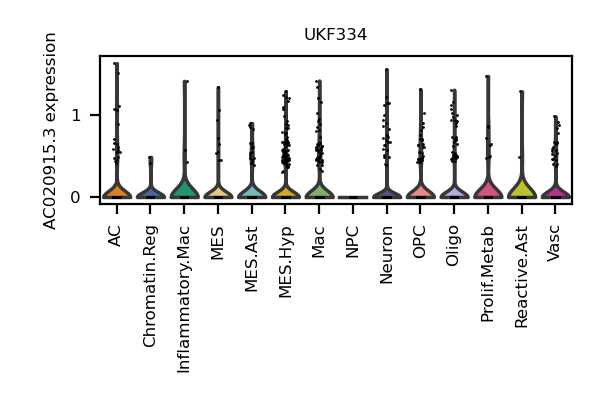 UKF334
AC020915.3 expression
1
0
AC
Chromatin.Reg
Inflammatory.Mac
MES
MES.Ast
MES.Hyp
Mac
NPC
Neuron
OPC
Oligo
Prolif.Metab
Reactive.Ast
Vasc